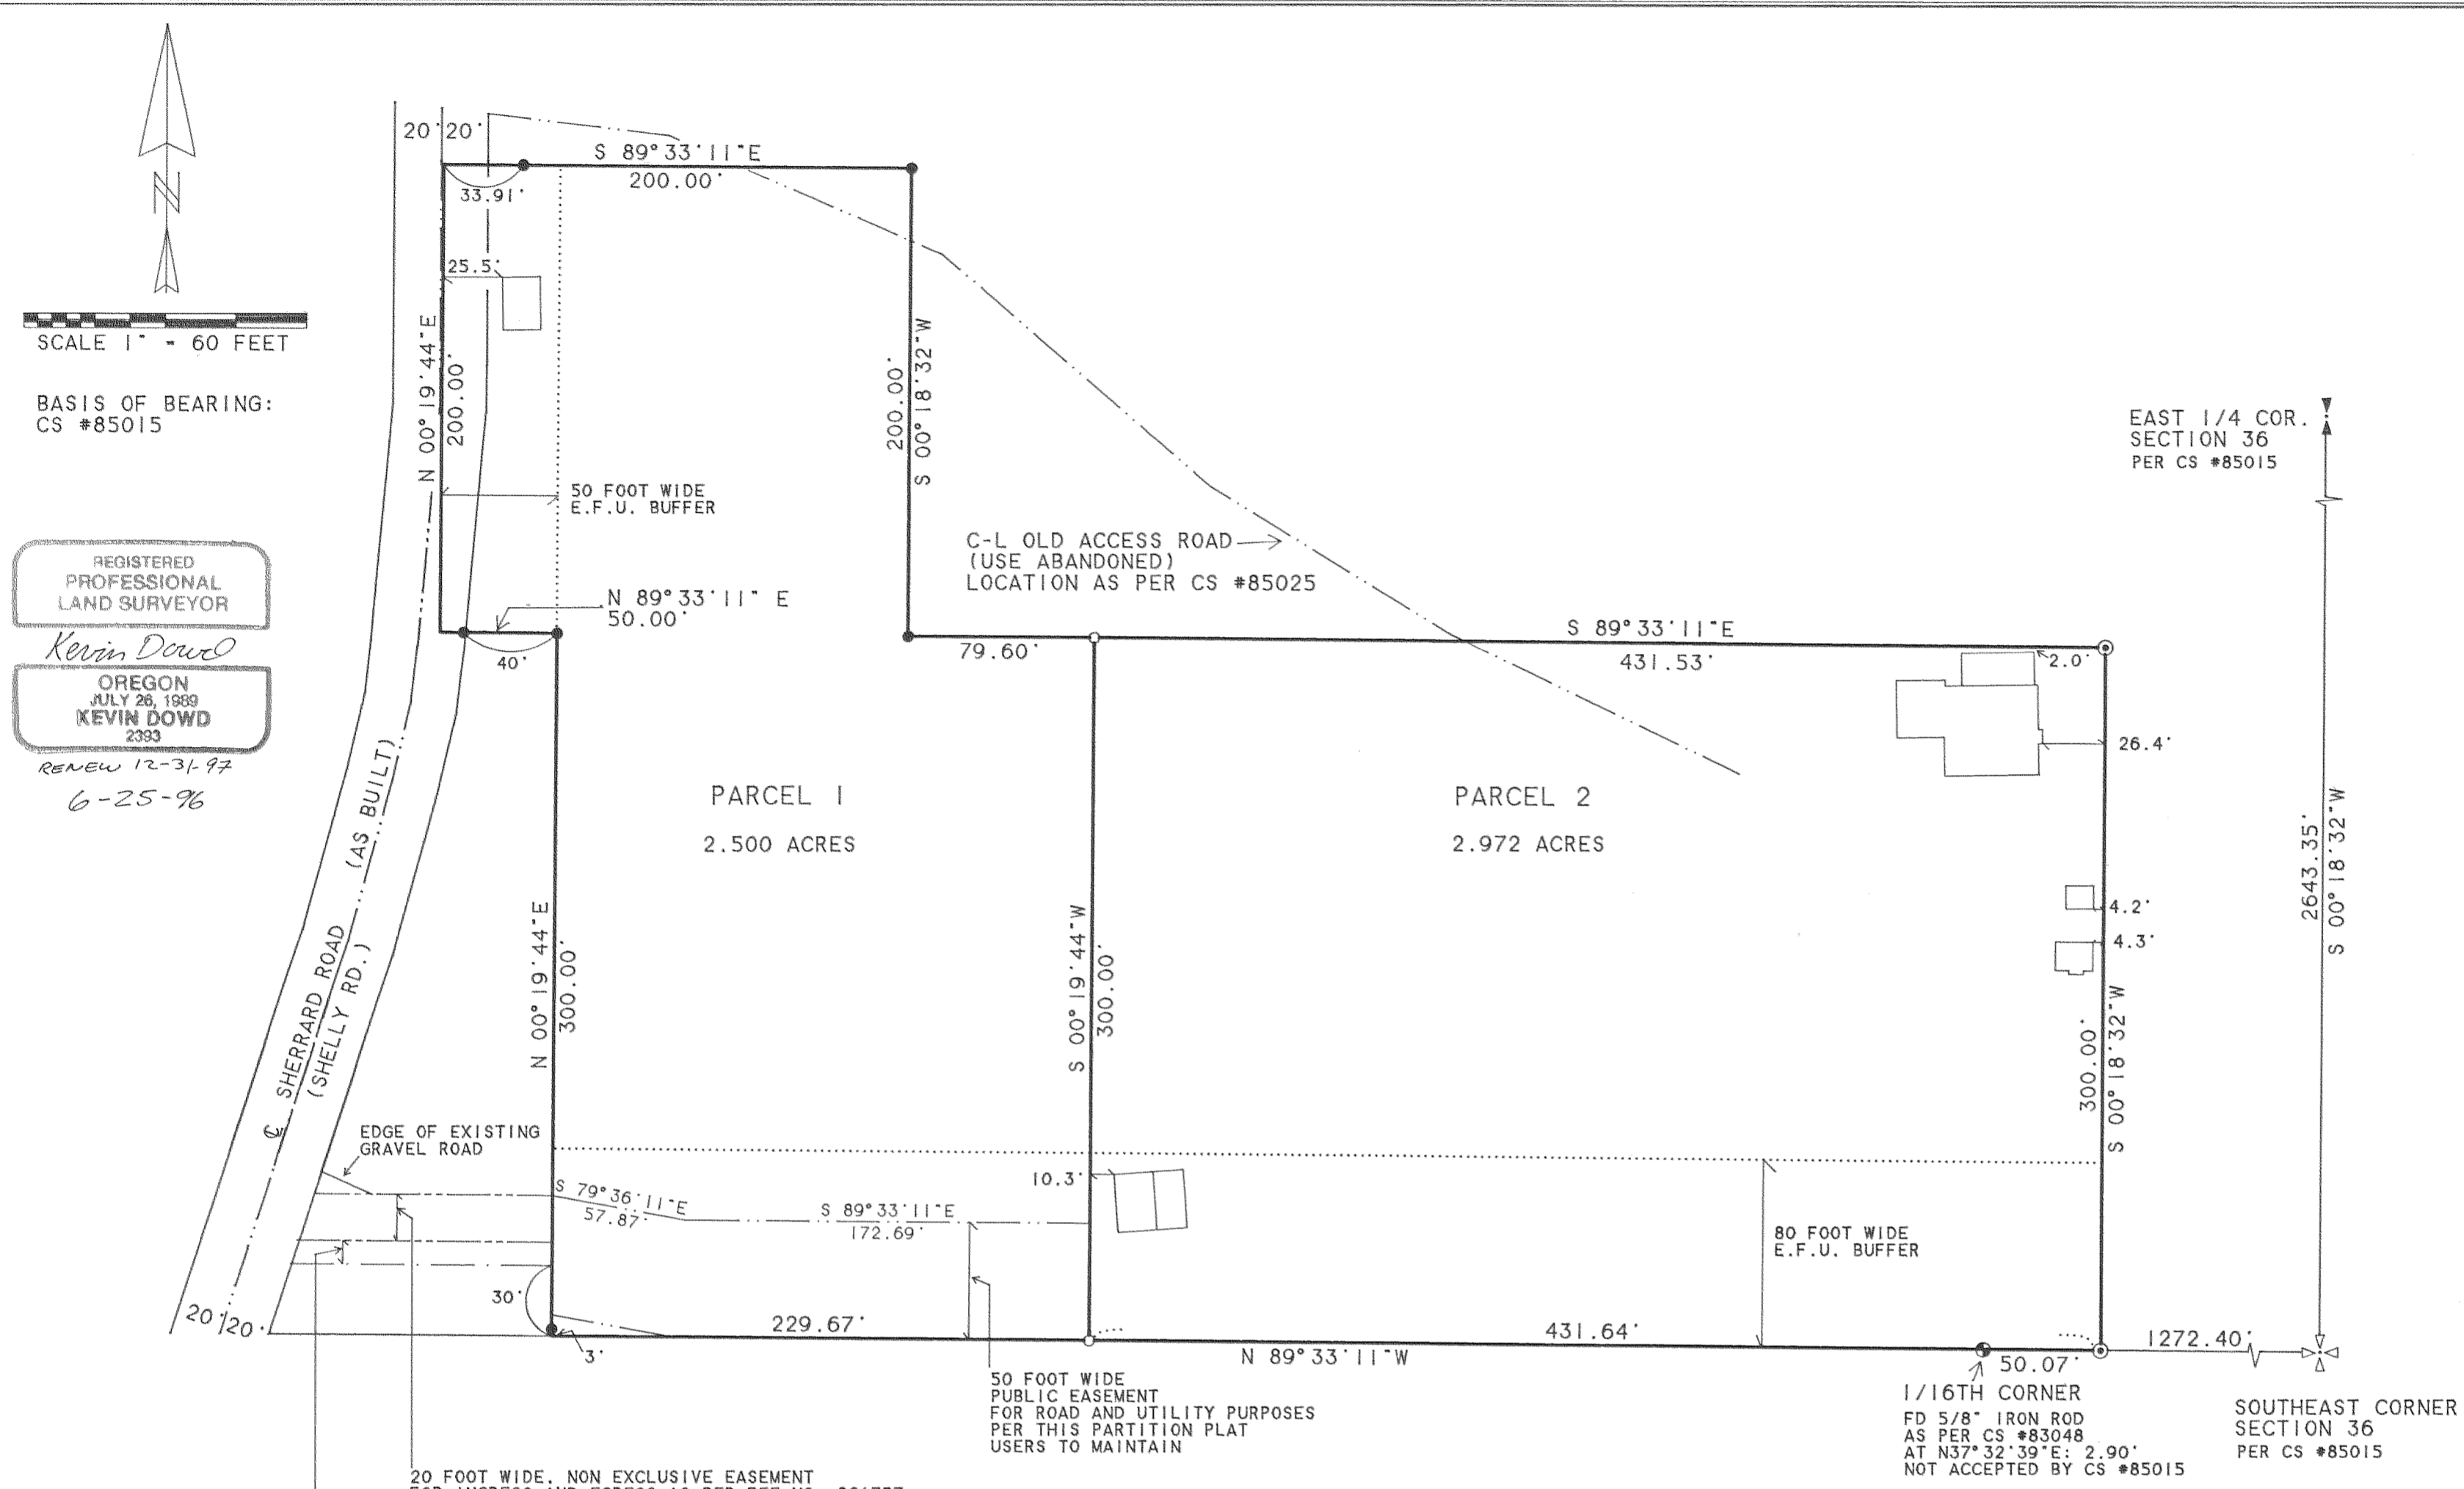 N
SCALE 1" - 60 FEET
BASIS OF BEARING:
CS #85015
REGISTERED
PROFESSIONAL
LAND SURVEYOR
Kevin Dowd
OREGON
JULY 26, 1989
KEVIN DOWD
2393
RENEW 12-31-97
6-25-96
20' 20'
S 89°33'11"E
200.00'
33.91'
25.5'
N 00°19'44"E
200.00'
200.00'
S 00°18'32"W
50 FOOT WIDE
E.F.U. BUFFER
N 89°33'11" E
50.00'
40'
C-L OLD ACCESS ROAD
(USE ABANDONED)
LOCATION AS PER CS #85025
79.60'
S 89°33'11"E
431.53'
2.0'
26.4'
EAST 1/4 COR.
SECTION 36
PER CS #85015
2643.35'
S 00°18'32"W
PARCEL 1
2.500 ACRES
PARCEL 2
2.972 ACRES
4.2'
4.3'
℄ SHERRARD ROAD (AS BUILT)
(SHELLY RD.)
N 00°19'44"E
300.00'
S 00°19'44"W
300.00'
300.00'
S 00°18'32"W
EDGE OF EXISTING
GRAVEL ROAD
S 79°36'11"E
57.87'
S 89°33'11"E
172.69'
10.3'
80 FOOT WIDE
E.F.U. BUFFER
30'
20' 20'
3'
229.67'
431.64'
N 89°33'11"W
50.07'
1272.40'
50 FOOT WIDE
PUBLIC EASEMENT
FOR ROAD AND UTILITY PURPOSES
PER THIS PARTITION PLAT
USERS TO MAINTAIN
1/16TH CORNER
FD 5/8" IRON ROD
AS PER CS #83048
AT N37°32'39"E: 2.90'
NOT ACCEPTED BY CS #85015
SOUTHEAST CORNER
SECTION 36
PER CS #85015
20 FOOT WIDE, NON EXCLUSIVE EASEMENT